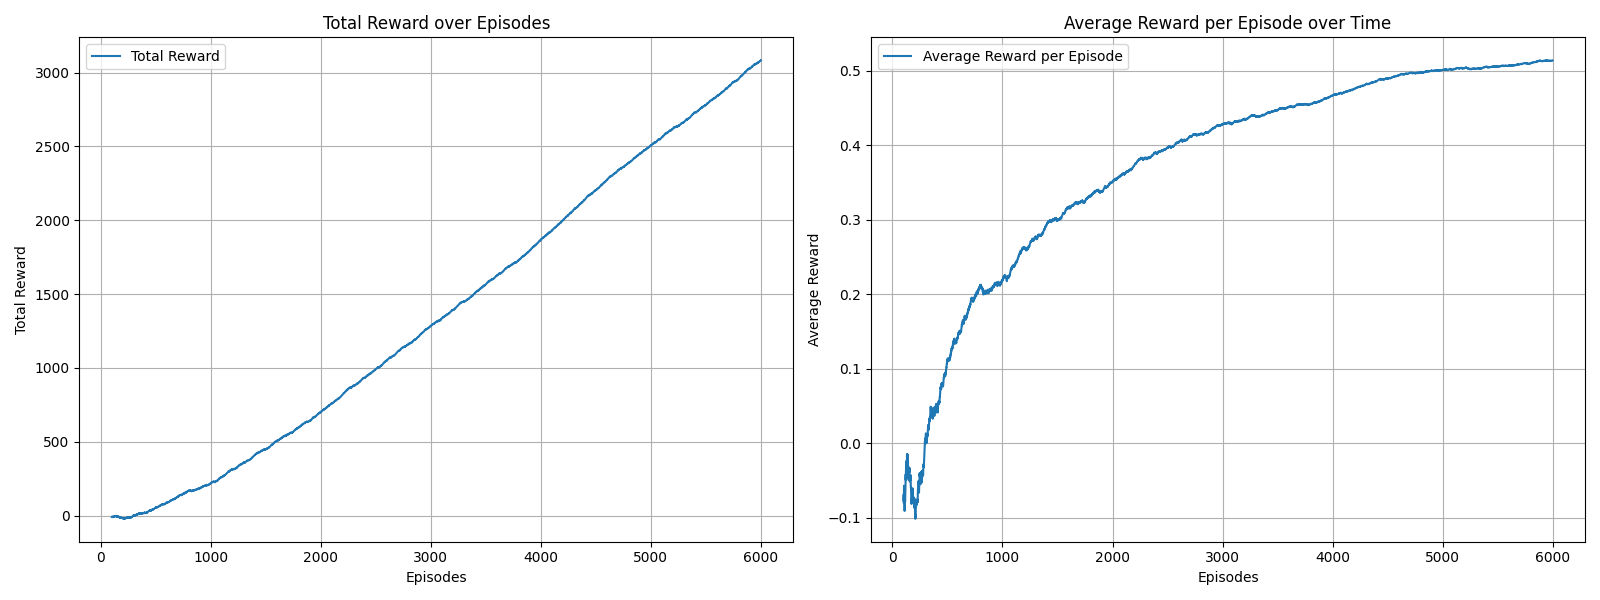 Total Reward over Episodes
Total Reward
Total Reward
3000
2500
2000
1500
1000
500
0
0 1000 2000 3000 4000 5000 6000
Episodes
Average Reward per Episode over Time
Average Reward per Episode
Average Reward
0.5
0.4
0.3
0.2
0.1
0.0
−0.1
0 1000 2000 3000 4000 5000 6000
Episodes